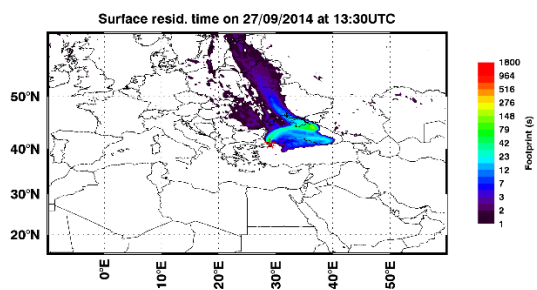 Surface resid. time on 27/09/2014 at 13:30UTC
50°N
40°N
30°N
20°N
0°E
10°E
20°E
30°E
40°E
50°E
1800
964
516
276
148
79
42
23
12
7
3
2
1
Footprint (s)